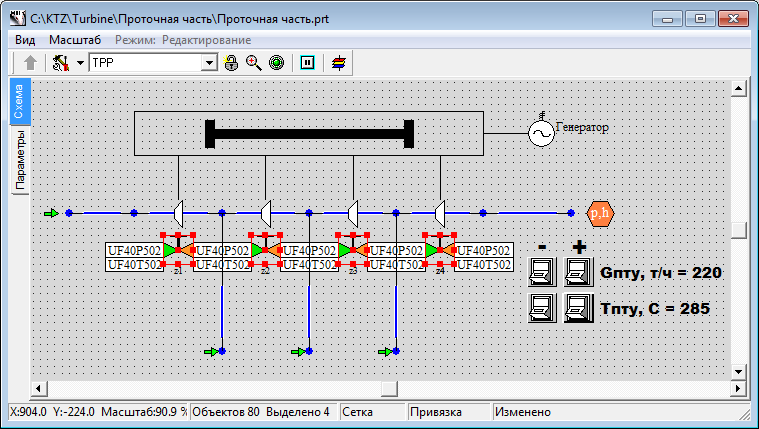 C:\KTZ\Turbine\Проточная часть\Проточная часть.prt
Вид Масштаб Режим: Редактирование
TPP
Схема
Параметры
Генератор
p,h
UF40P502 UF40P502 UF40P502 UF40P502 UF40P502
UF40T502 UF40T502 UF40T502 UF40T502 UF40T502
z1 z2 z3 z4
- +
Gпту, т/ч = 220
Tпту, C = 285
X:904.0 Y:-224.0 Масштаб:90.9 % Объектов 80 Выделено 4 Сетка Привязка Изменено